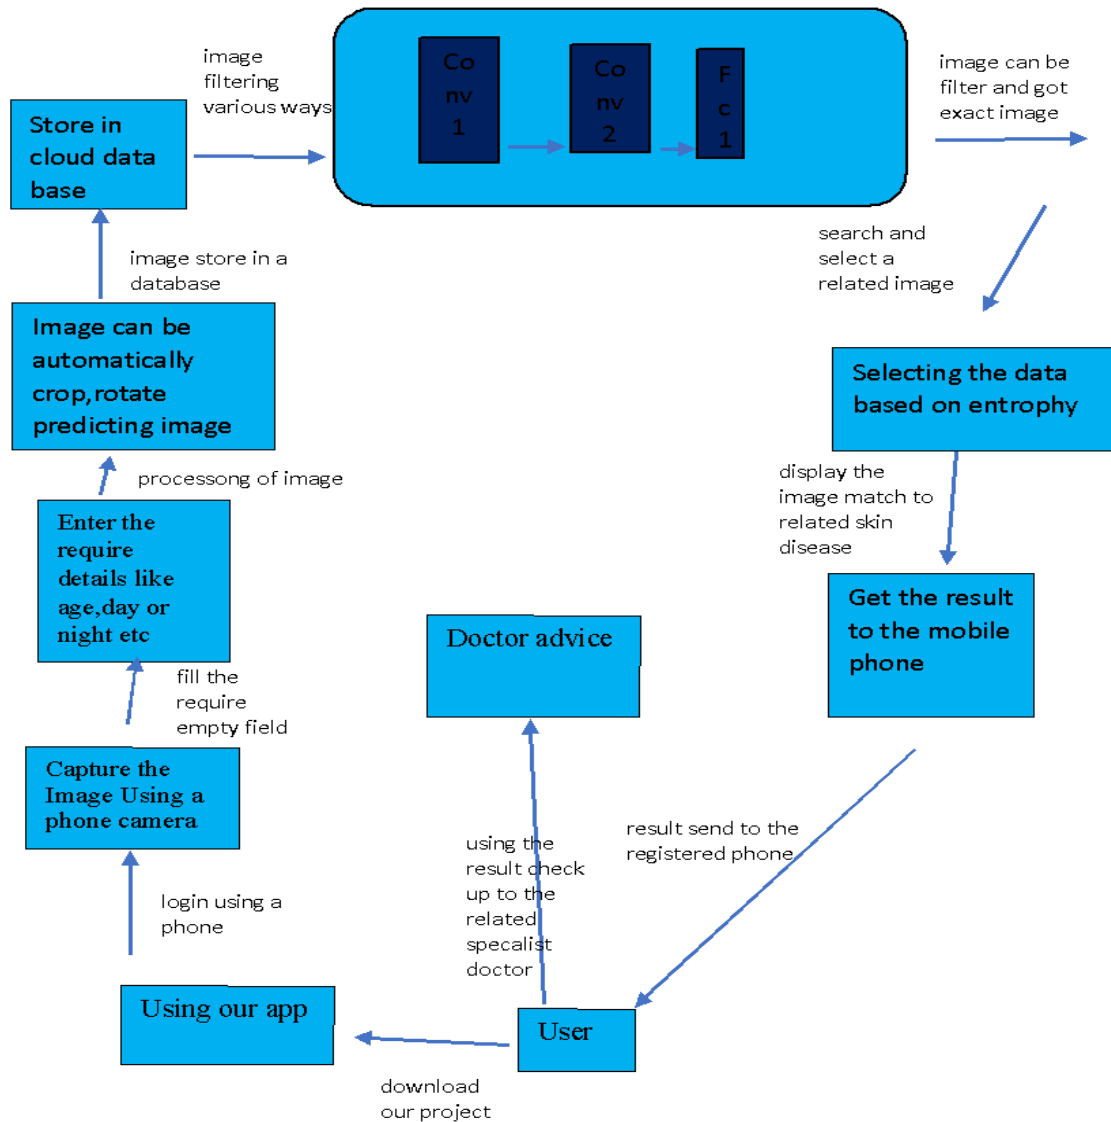 image
filtering
various ways
Co
nv
1
Co
nv
2
F
c
1
image can be
filter and got
exact image
Store in
cloud data
base
image store in a
database
search and
select a
related image
Image can be
automatically
crop,rotate
predicting image
Selecting the data
based on entrophy
processong of image
display the
image match to
related skin
disease
Enter the
require
details like
age,day or
night etc
Get the result
to the mobile
phone
Doctor advice
fill the
require
empty field
Capture the
Image Using a
phone camera
result send to the
registered phone
using the
result check
up to the
related
specalist
doctor
login using a
phone
Using our app
User
download
our project